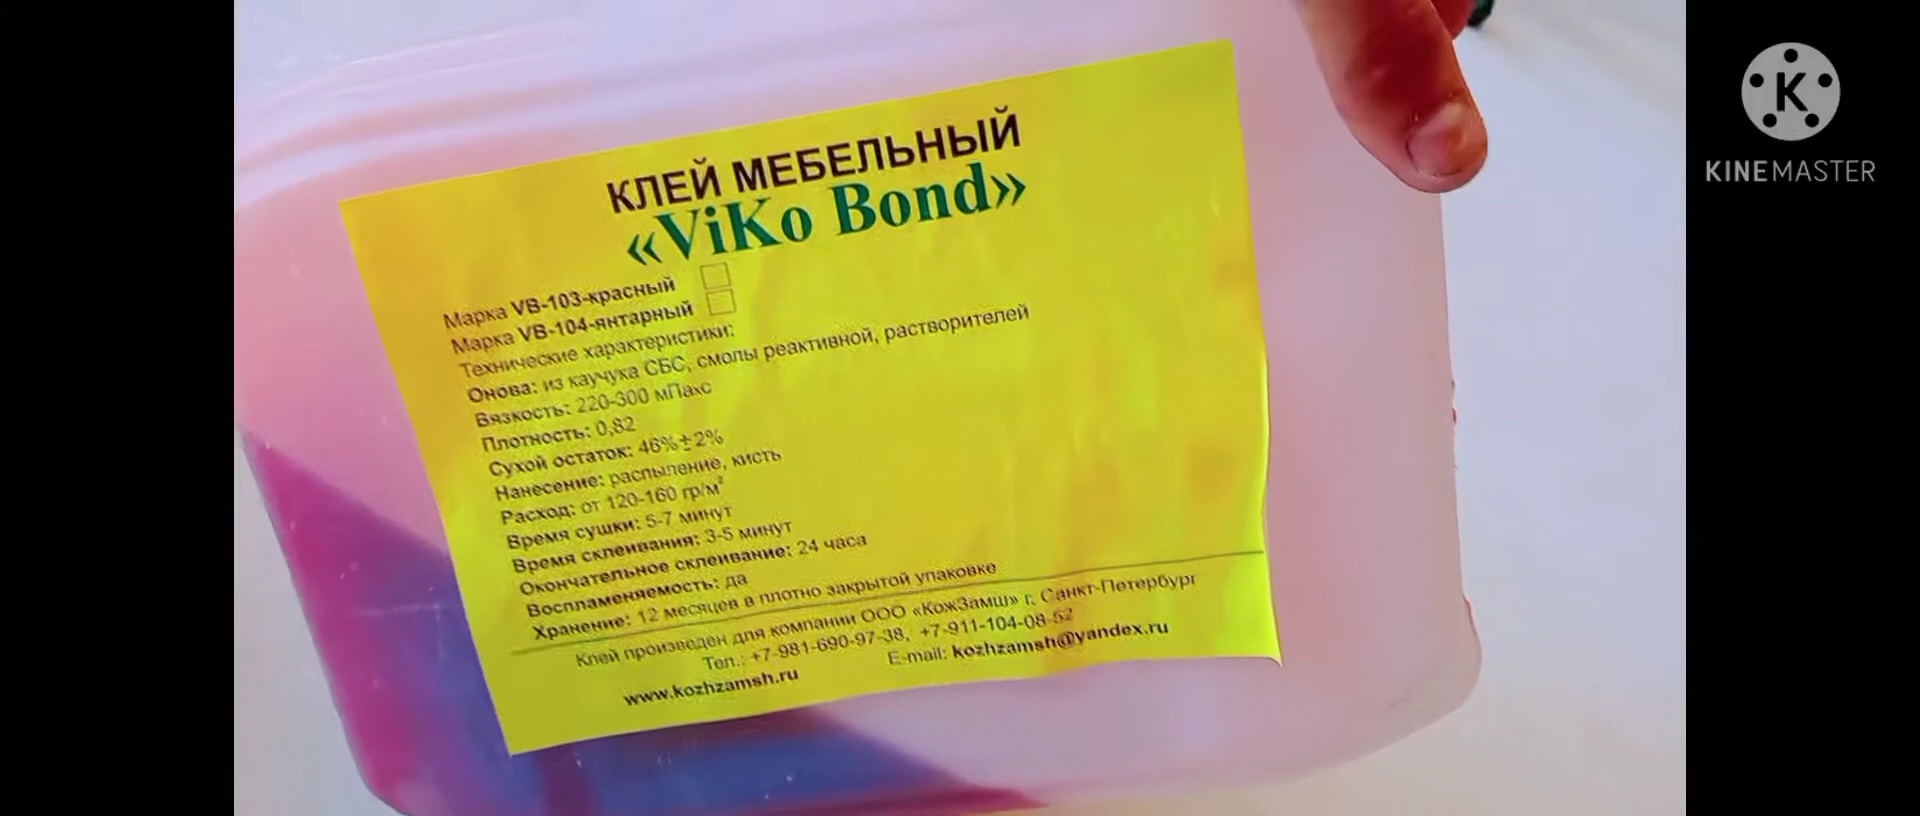 КЛЕЙ МЕБЕЛЬНЫЙ
«ViKo Bond»
Марка VB-103-красный
Марка VB-104-янтарный
Технические характеристики:
Онова: из каучука СБС, смолы реактивной, растворителей
Вязкость: 220-300 мПахс
Плотность: 0,82
Сухой остаток: 46%±2%
Нанесение: распыление, кисть
Расход: от 120-160 гр/м²
Время сушки: 5-7 минут
Время склеивания: 3-5 минут
Окончательное склеивание: 24 часа
Воспламеняемость: да
Хранение: 12 месяцев в плотно закрытой упаковке
Клей произведен для компании ООО «КожЗамш» г. Санкт-Петербург
Тел.: +7-981-690-97-38, +7-911-104-08-52
www.kozhzamsh.ru E-mail: kozhzamsh@yandex.ru
K
KINEMASTER